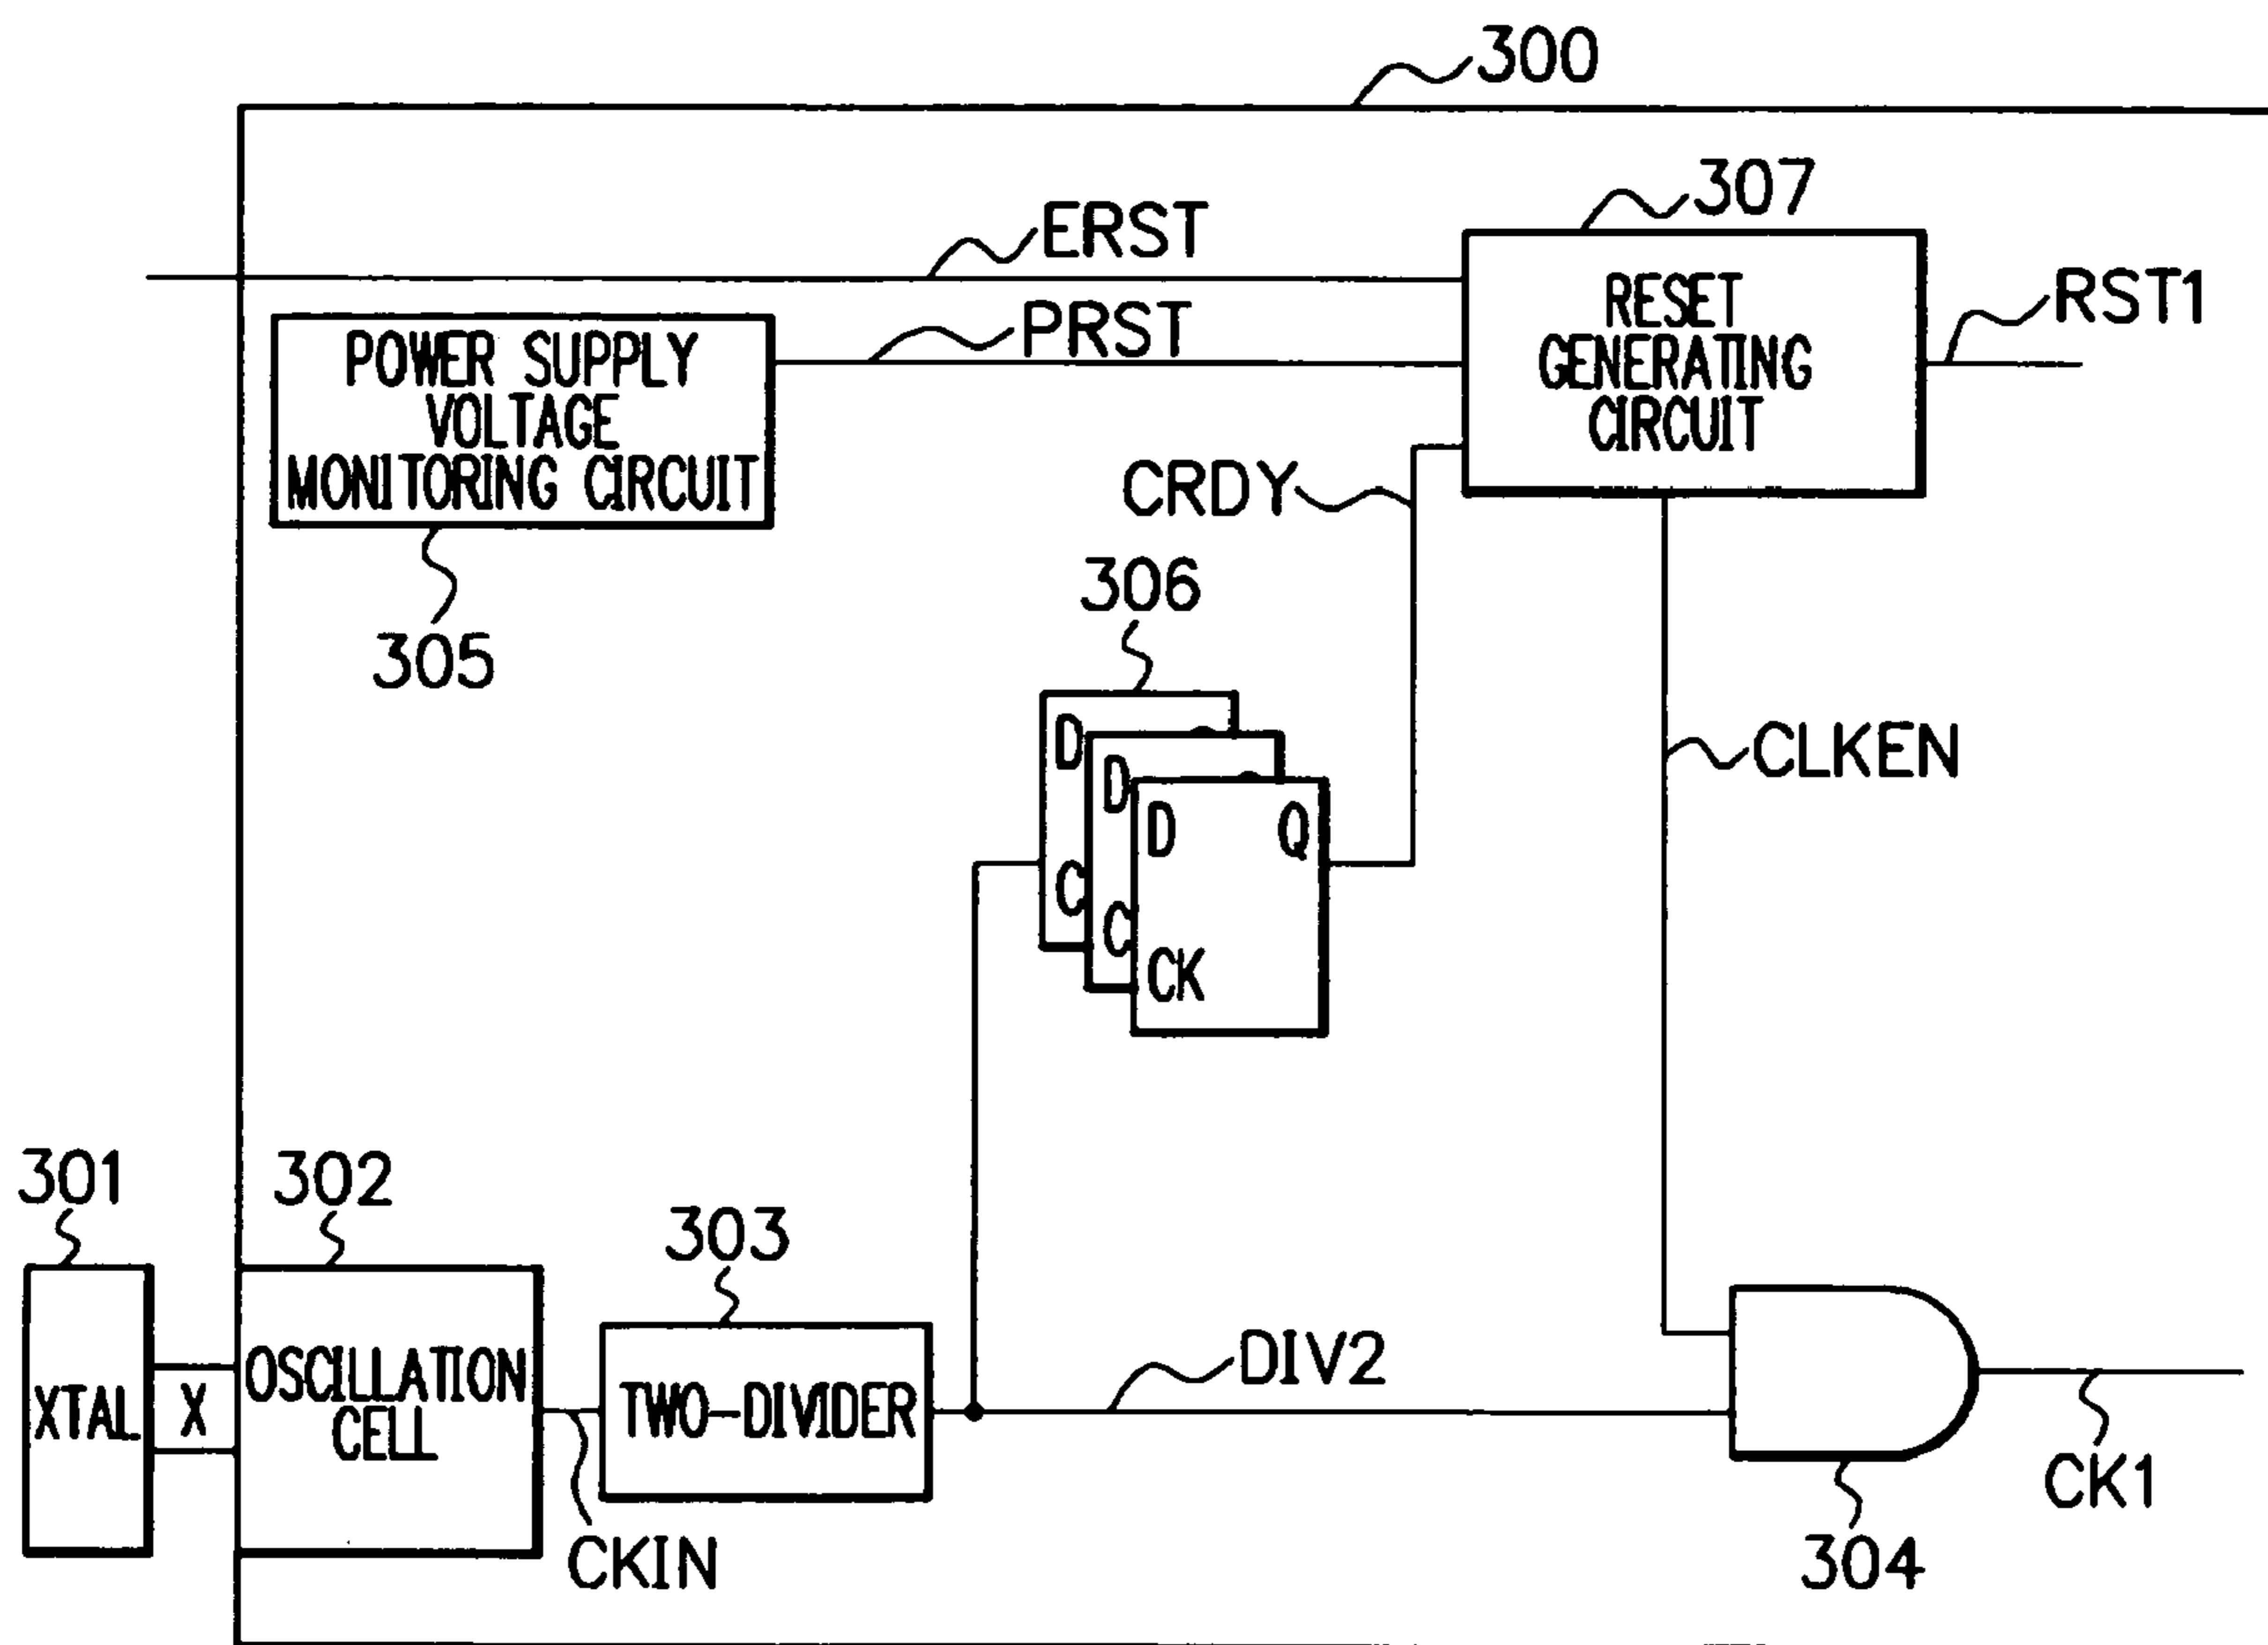 300
307
ERST
RST1
PRST
RESET
GENERATING
CIRCUIT
POWER SUPPLY
VOLTAGE
MONITORING CIRCUIT
CRDY
305
306
CLKEN
D
D
D Q
C
C
CK
301
302
303
XTAL
X
OSCILLATION
CELL
TWO-DIVIDER
DIV2
CKIN
CK1
304